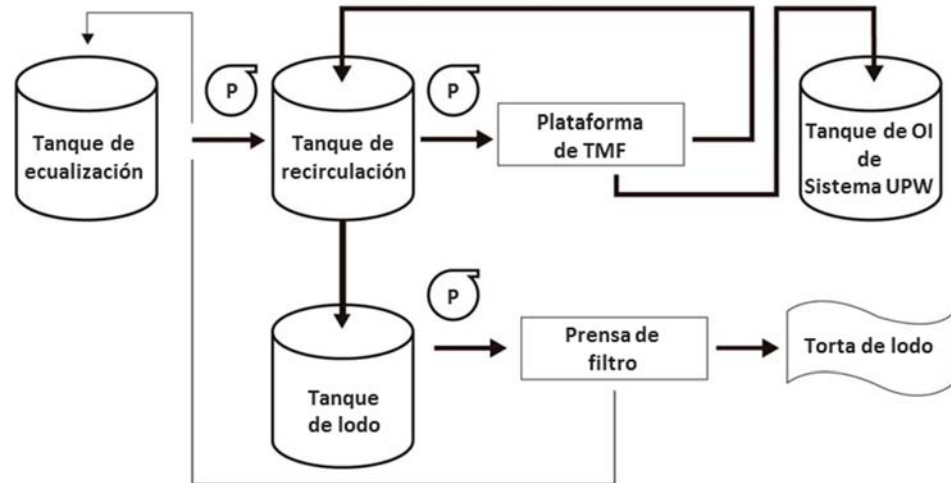 P
P
Tanque de
ecualización
Tanque de
recirculación
Plataforma
de TMF
Tanque de OI
de
Sistema UPW
P
Tanque
de lodo
Prensa de
filtro
Torta de lodo